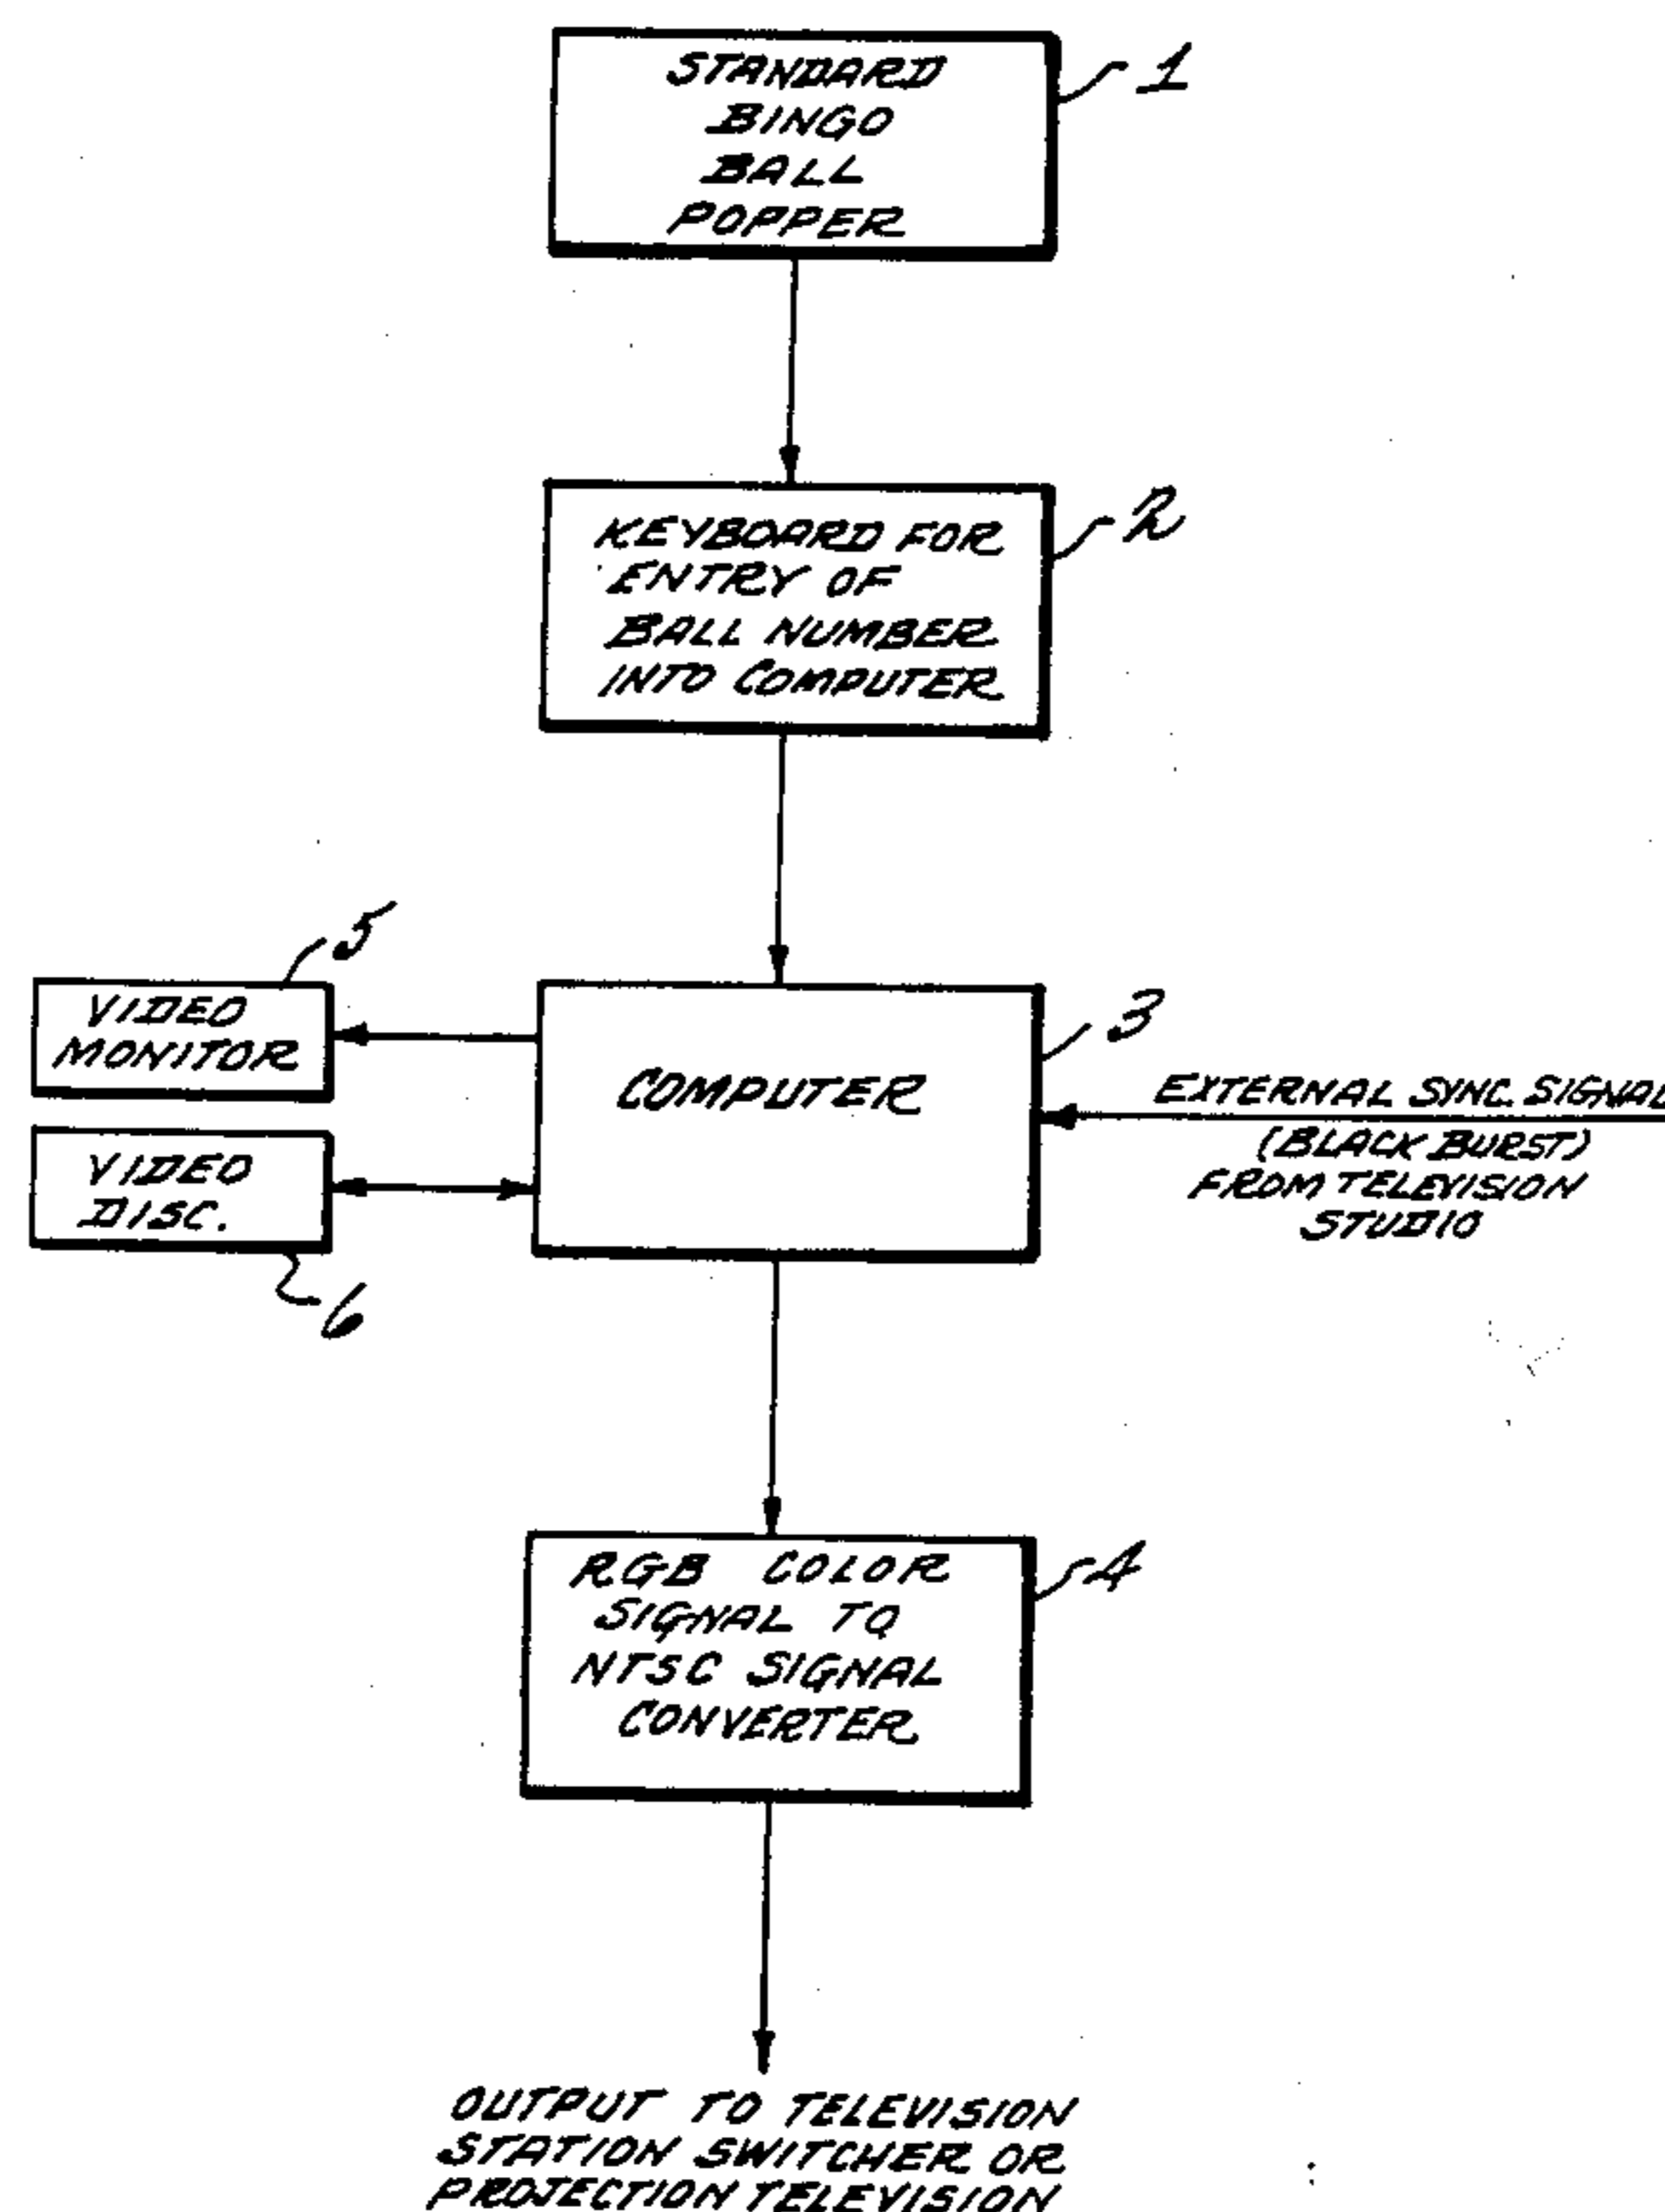 STANDARD
BINGO
BALL
POPPER
1
KEYBOARD FOR
ENTRY OF
BALL NUMBER
INTO COMPUTER
2
5
VIDEO
MONITOR
COMPUTER
3
EXTERNAL SYNC. SIGNAL
(BLACK BURST)
FROM TELEVISION
STUDIO
VIDEO
DISC.
6
RGB COLOR
SIGNAL TO
NTSC SIGNAL
CONVERTER
4
OUTPUT TO TELEVISION
STATION SWITCHER OR
PROJECTION TELEVISION